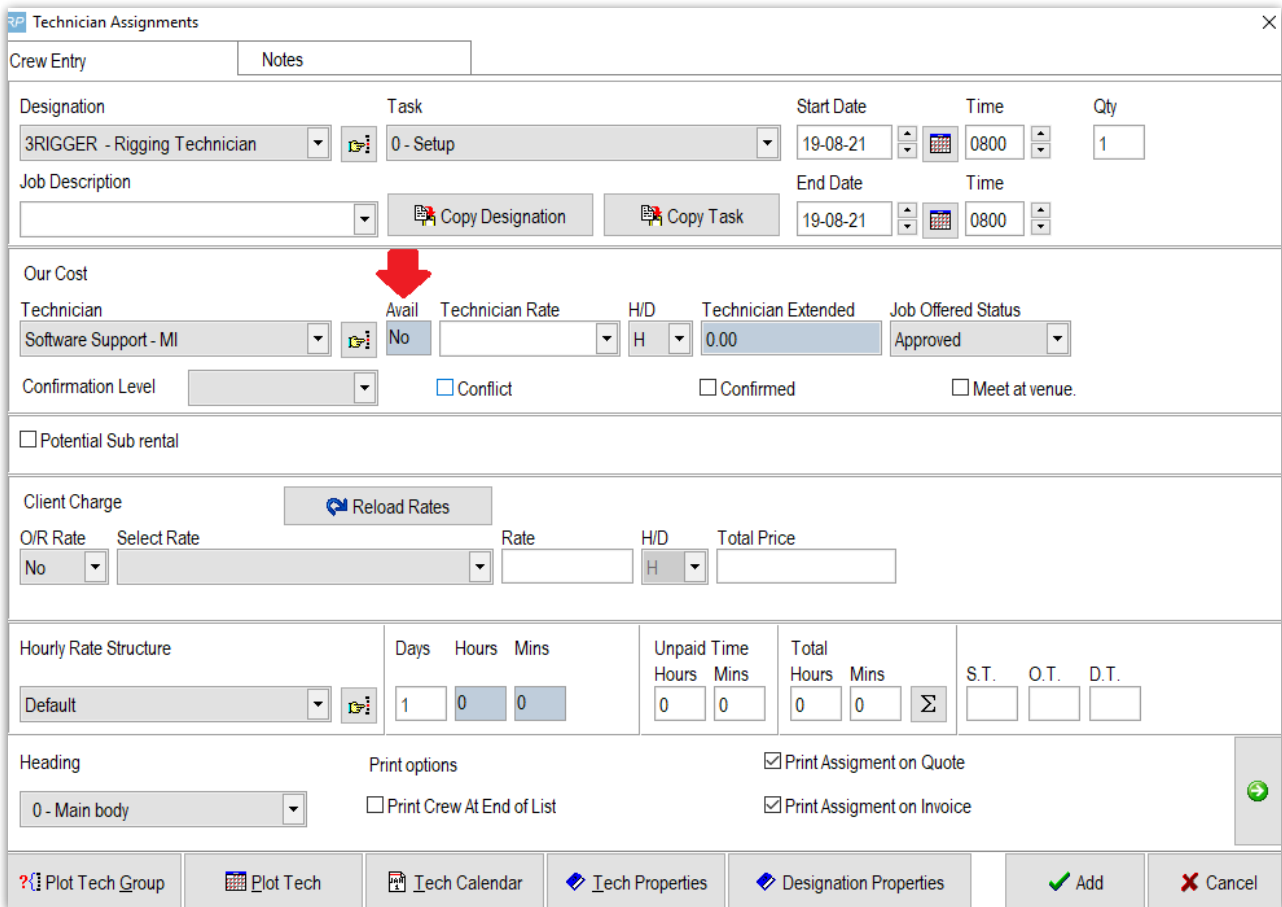 RP Technician Assignments
Crew Entry Notes
Designation Task Start Date Time Qty
3RIGGER - Rigging Technician 0 - Setup 19-08-21 0800 1
Job Description End Date Time
Copy Designation Copy Task 19-08-21 0800
Our Cost
Technician Avail Technician Rate H/D Technician Extended Job Offered Status
Software Support - MI No H 0.00 Approved
Confirmation Level Conflict Confirmed Meet at venue.
Potential Sub rental
Client Charge Reload Rates
O/R Rate Select Rate Rate H/D Total Price
No H
Hourly Rate Structure Days Hours Mins Unpaid Time Total
Hours Mins Hours Mins S.T. O.T. D.T.
Default 1 0 0 0 0 0 0 Σ
Heading Print options Print Assigment on Quote
0 - Main body Print Crew At End of List Print Assigment on Invoice
?{ Plot Tech Group Plot Tech Tech Calendar Tech Properties Designation Properties Add Cancel